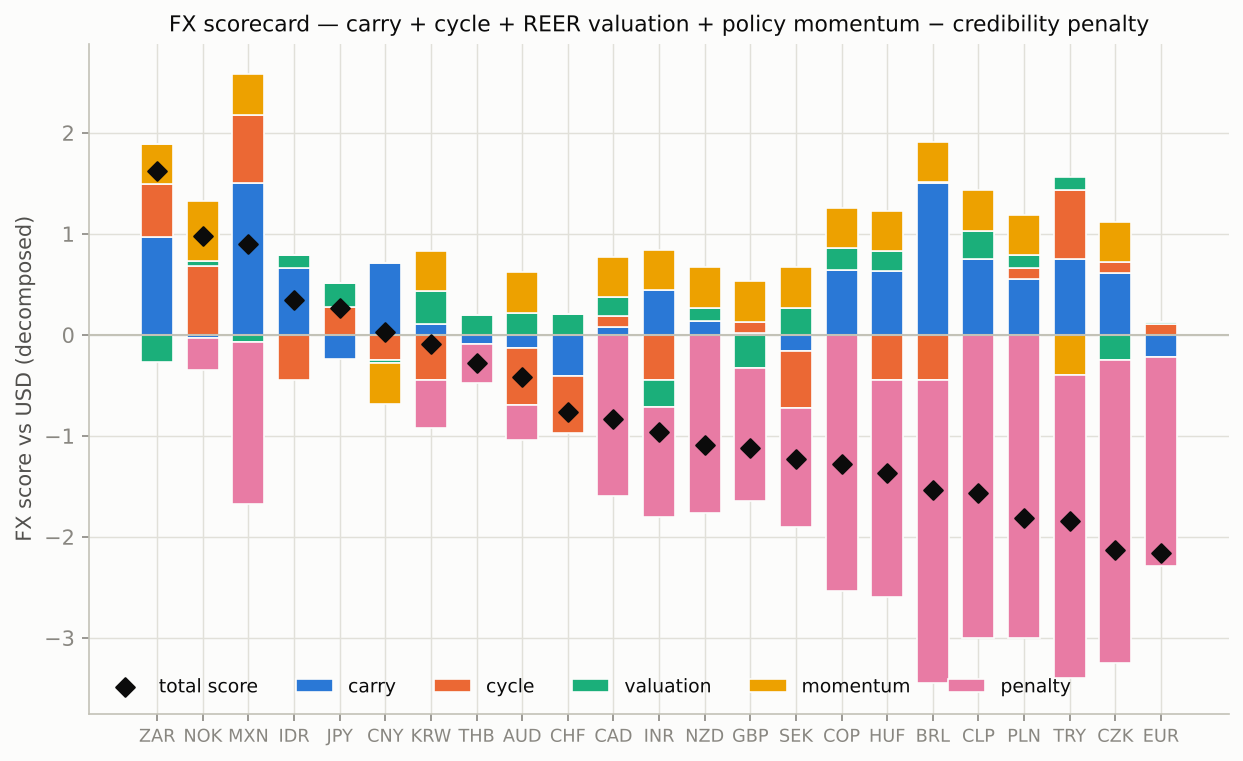 FX scorecard — carry + cycle + REER valuation + policy momentum − credibility penalty
FX score vs USD (decomposed)
2
1
0
−1
−2
−3
total score carry cycle valuation momentum penalty
ZAR NOK MXN IDR JPY CNY KRW THB AUD CHF CAD INR NZD GBP SEK COP HUF BRL CLP PLN TRY CZK EUR